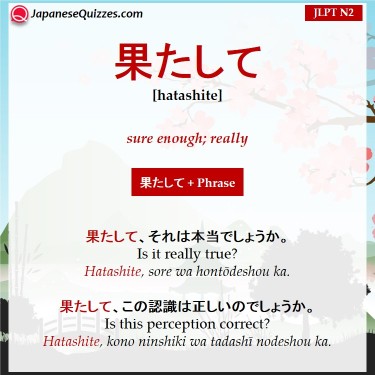 JapaneseQuizzes.com
JLPT N2
果たして
[hatashite]
sure enough; really
果たして + Phrase
果たして、それは本当でしょうか。
Is it really true?
Hatashite, sore wa hontōdeshou ka.
果たして、この認識は正しいのでしょうか。
Is this perception correct?
Hatashite, kono ninshiki wa tadashī nodeshou ka.